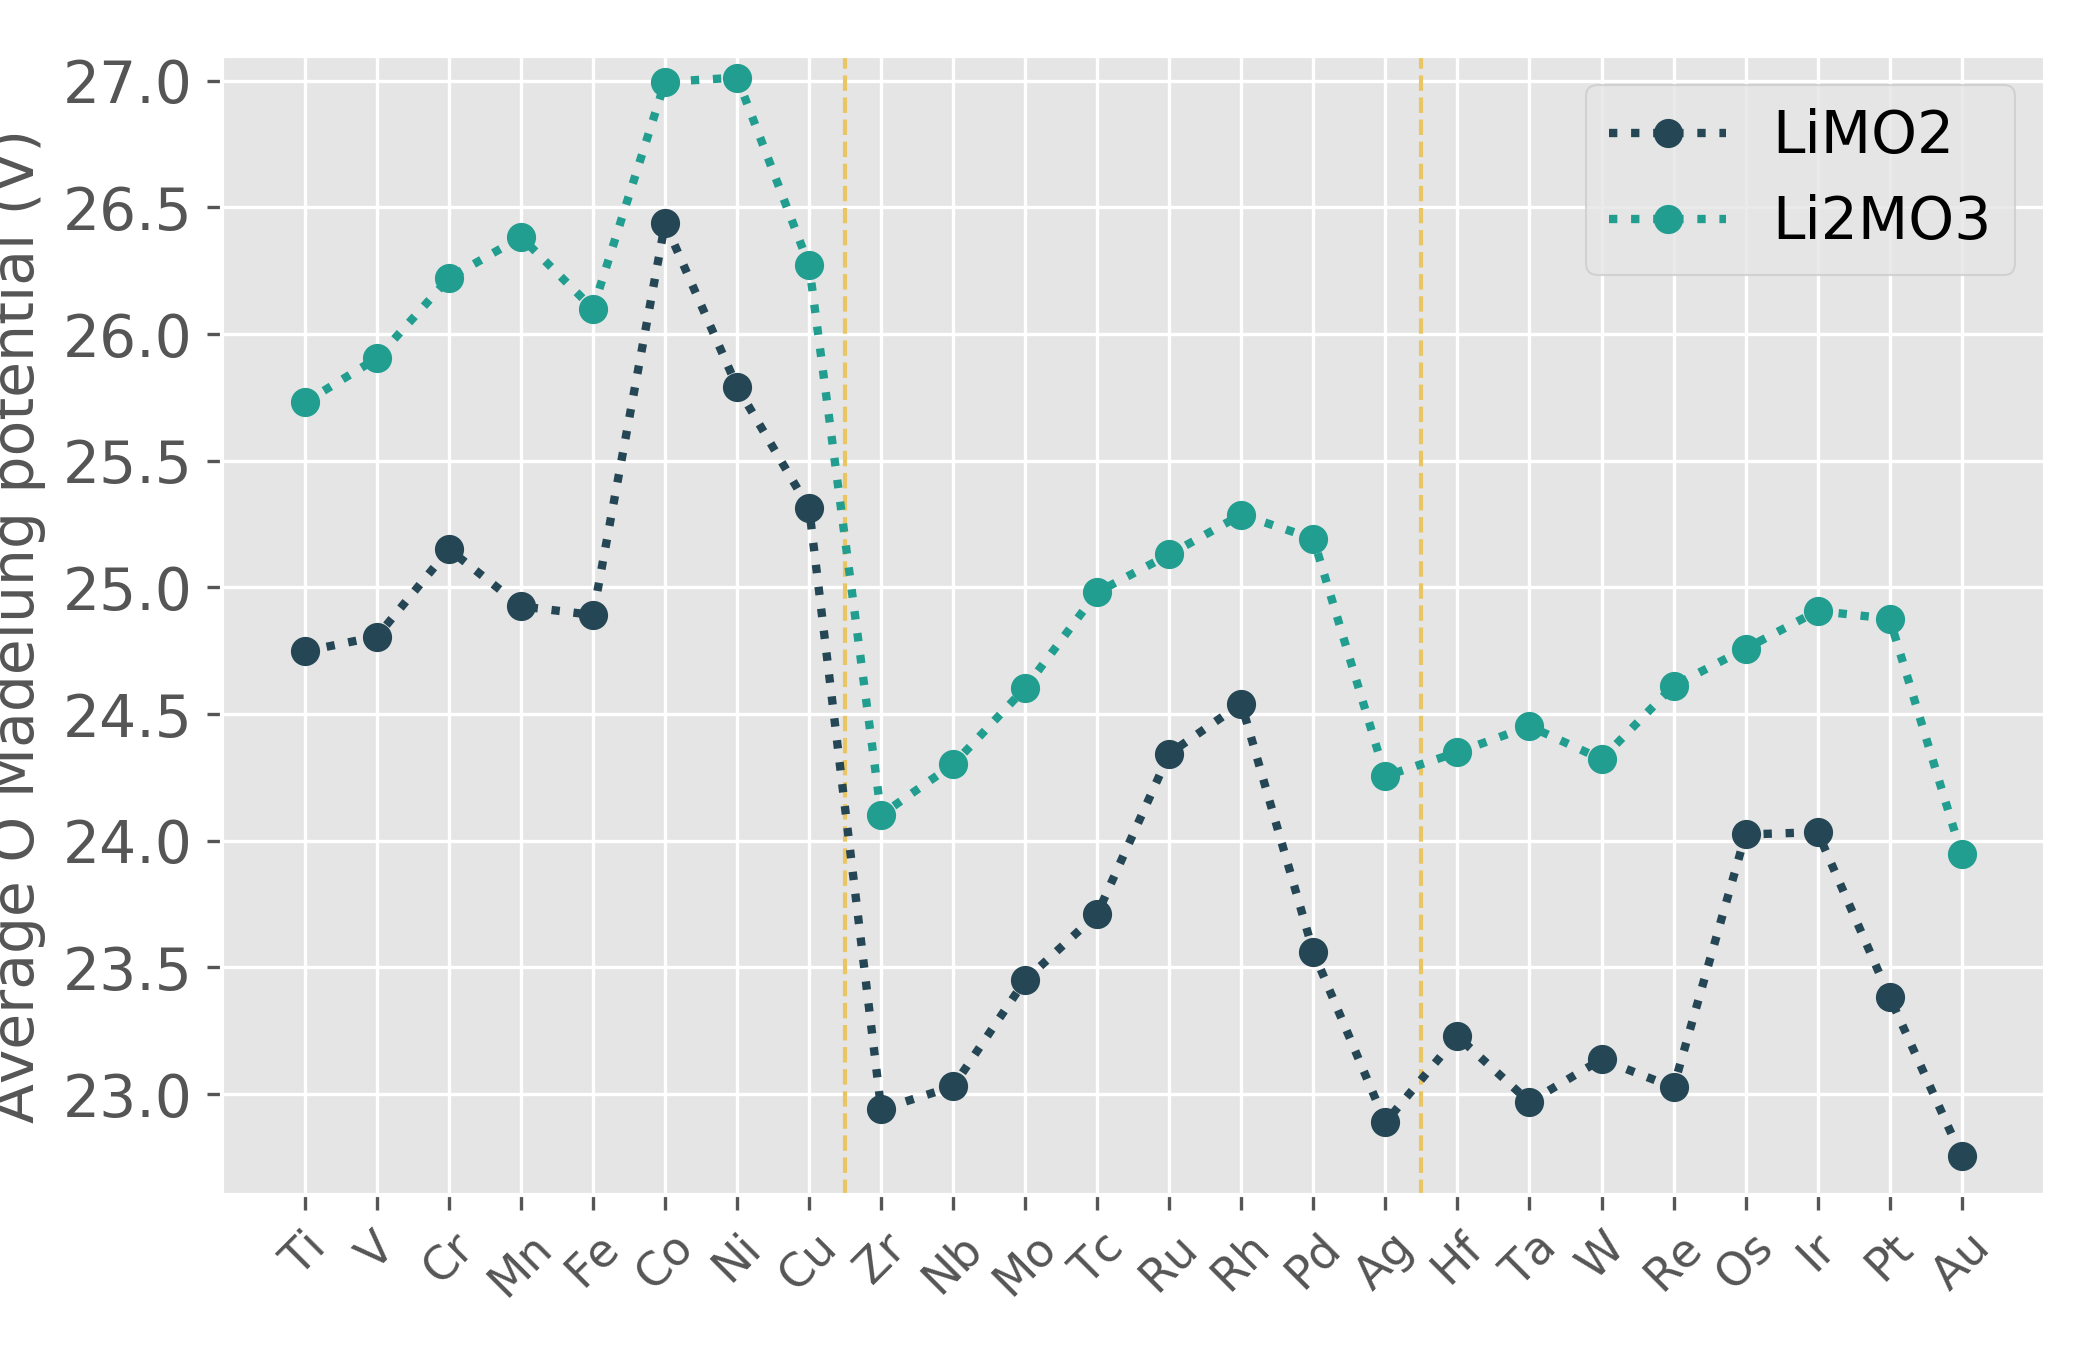 Average O Madelung potential (V)
27.0
26.5
26.0
25.5
25.0
24.5
24.0
23.5
23.0
LiMO2
Li2MO3
Ti V Cr Mn Fe Co Ni Cu Zr Nb Mo Tc Ru Rh Pd Ag Hf Ta W Re Os Ir Pt Au